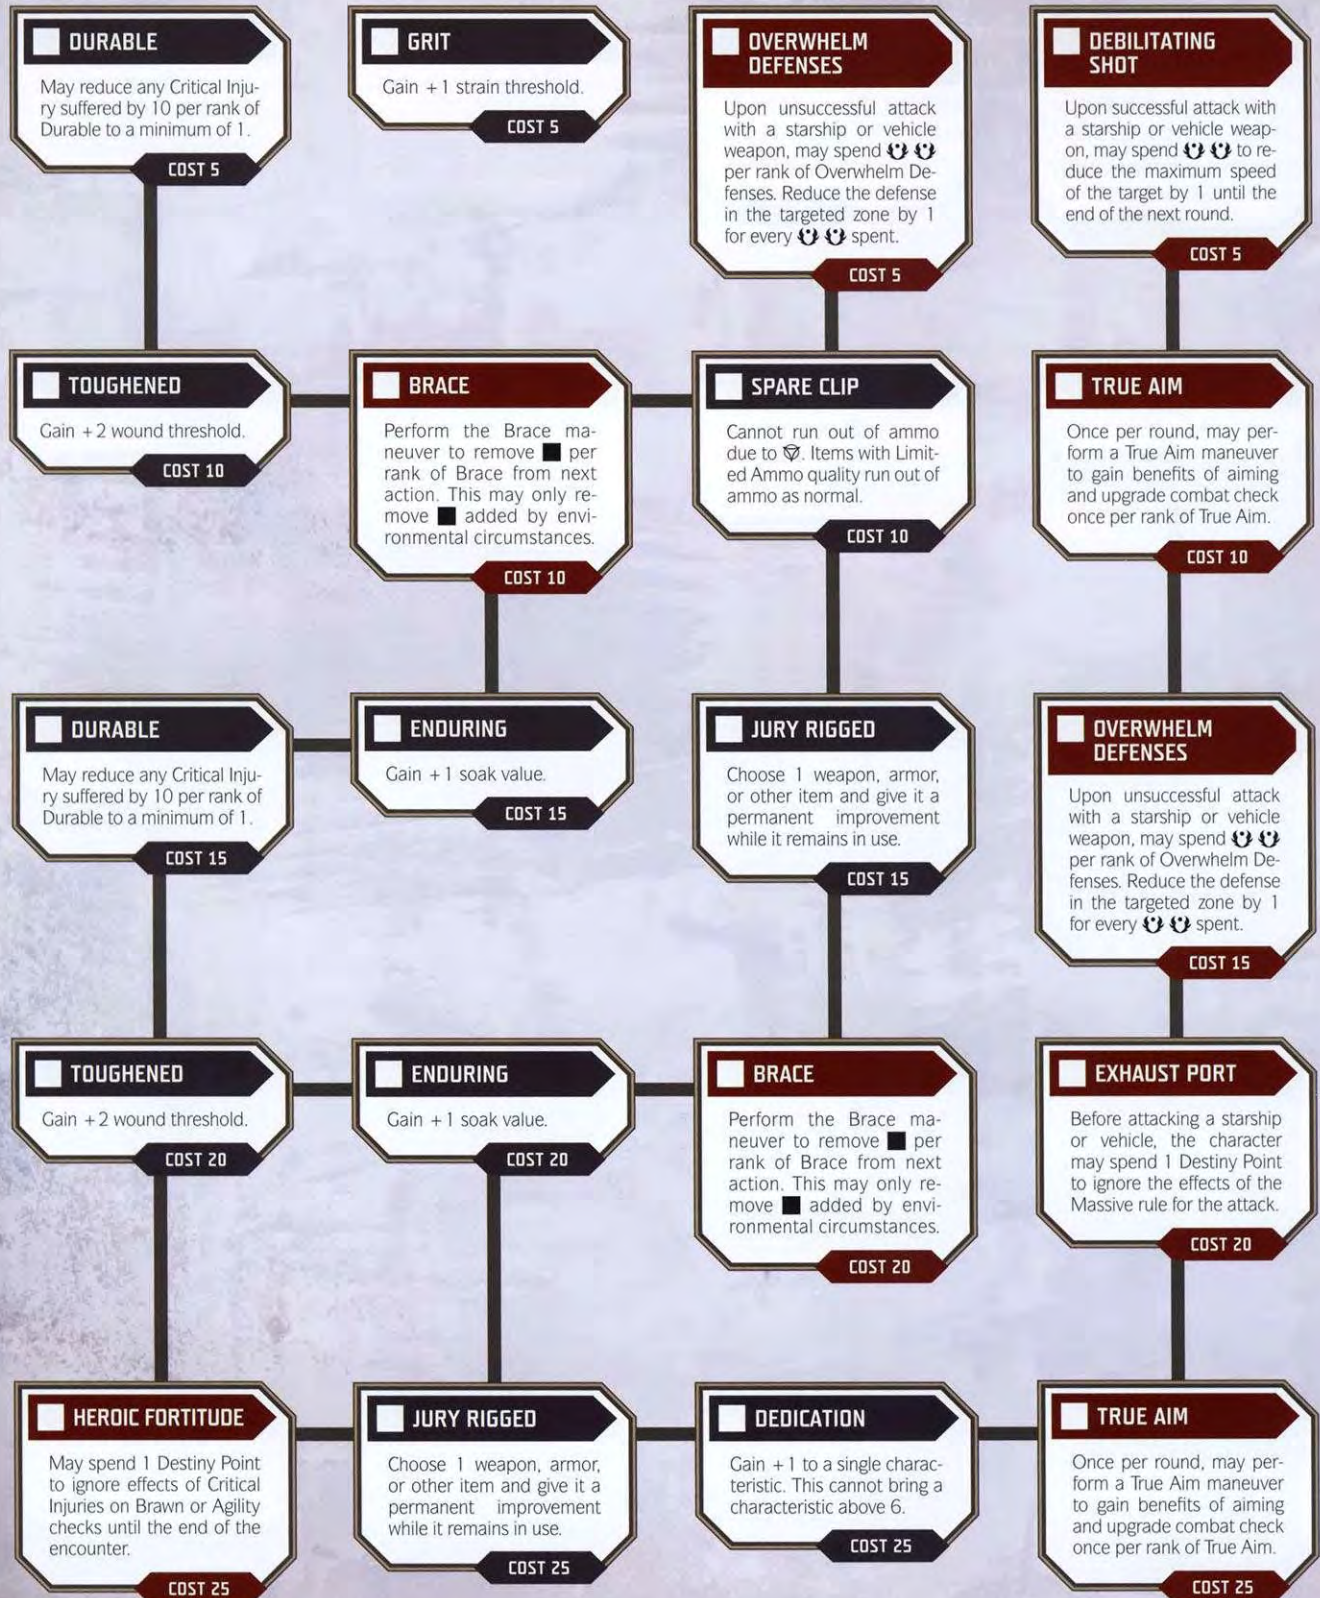 DURABLE
May reduce any Critical Inju-
ry suffered by 10 per rank of
Durable to a minimum of 1.
COST 5
GRIT
Gain +1 strain threshold.
COST 5
OVERWHELM
DEFENSES
Upon unsuccessful attack
with a starship or vehicle
weapon, may spend
per rank of Overwhelm De-
fenses. Reduce the defense
in the targeted zone by 1
for every spent.
COST 5
DEBILITATING
SHOT
Upon successful attack with
a starship or vehicle weap-
on, may spend to re-
duce the maximum speed
of the target by 1 until the
end of the next round.
COST 5
TOUGHENED
Gain +2 wound threshold.
COST 10
BRACE
Perform the Brace ma-
neuver to remove per
rank of Brace from next
action. This may only re-
move added by envi-
ronmental circumstances.
COST 10
SPARE CLIP
Cannot run out of ammo
due to . Items with Limit-
ed Ammo quality run out of
ammo as normal.
COST 10
TRUE AIM
Once per round, may per-
form a True Aim maneuver
to gain benefits of aiming
and upgrade combat check
once per rank of True Aim.
COST 10
DURABLE
May reduce any Critical Inju-
ry suffered by 10 per rank of
Durable to a minimum of 1.
COST 15
ENDURING
Gain +1 soak value.
COST 15
JURY RIGGED
Choose 1 weapon, armor,
or other item and give it a
permanent improvement
while it remains in use.
COST 15
OVERWHELM
DEFENSES
Upon unsuccessful attack
with a starship or vehicle
weapon, may spend
per rank of Overwhelm De-
fenses. Reduce the defense
in the targeted zone by 1
for every spent.
COST 15
TOUGHENED
Gain +2 wound threshold.
COST 20
ENDURING
Gain +1 soak value.
COST 20
BRACE
Perform the Brace ma-
neuver to remove per
rank of Brace from next
action. This may only re-
move added by envi-
ronmental circumstances.
COST 20
EXHAUST PORT
Before attacking a starship
or vehicle, the character
may spend 1 Destiny Point
to ignore the effects of the
Massive rule for the attack.
COST 20
HEROIC FORTITUDE
May spend 1 Destiny Point
to ignore effects of Critical
Injuries on Brawn or Agility
checks until the end of the
encounter.
COST 25
JURY RIGGED
Choose 1 weapon, armor,
or other item and give it a
permanent improvement
while it remains in use.
COST 25
DEDICATION
Gain +1 to a single charac-
teristic. This cannot bring a
characteristic above 6.
COST 25
TRUE AIM
Once per round, may per-
form a True Aim maneuver
to gain benefits of aiming
and upgrade combat check
once per rank of True Aim.
COST 25